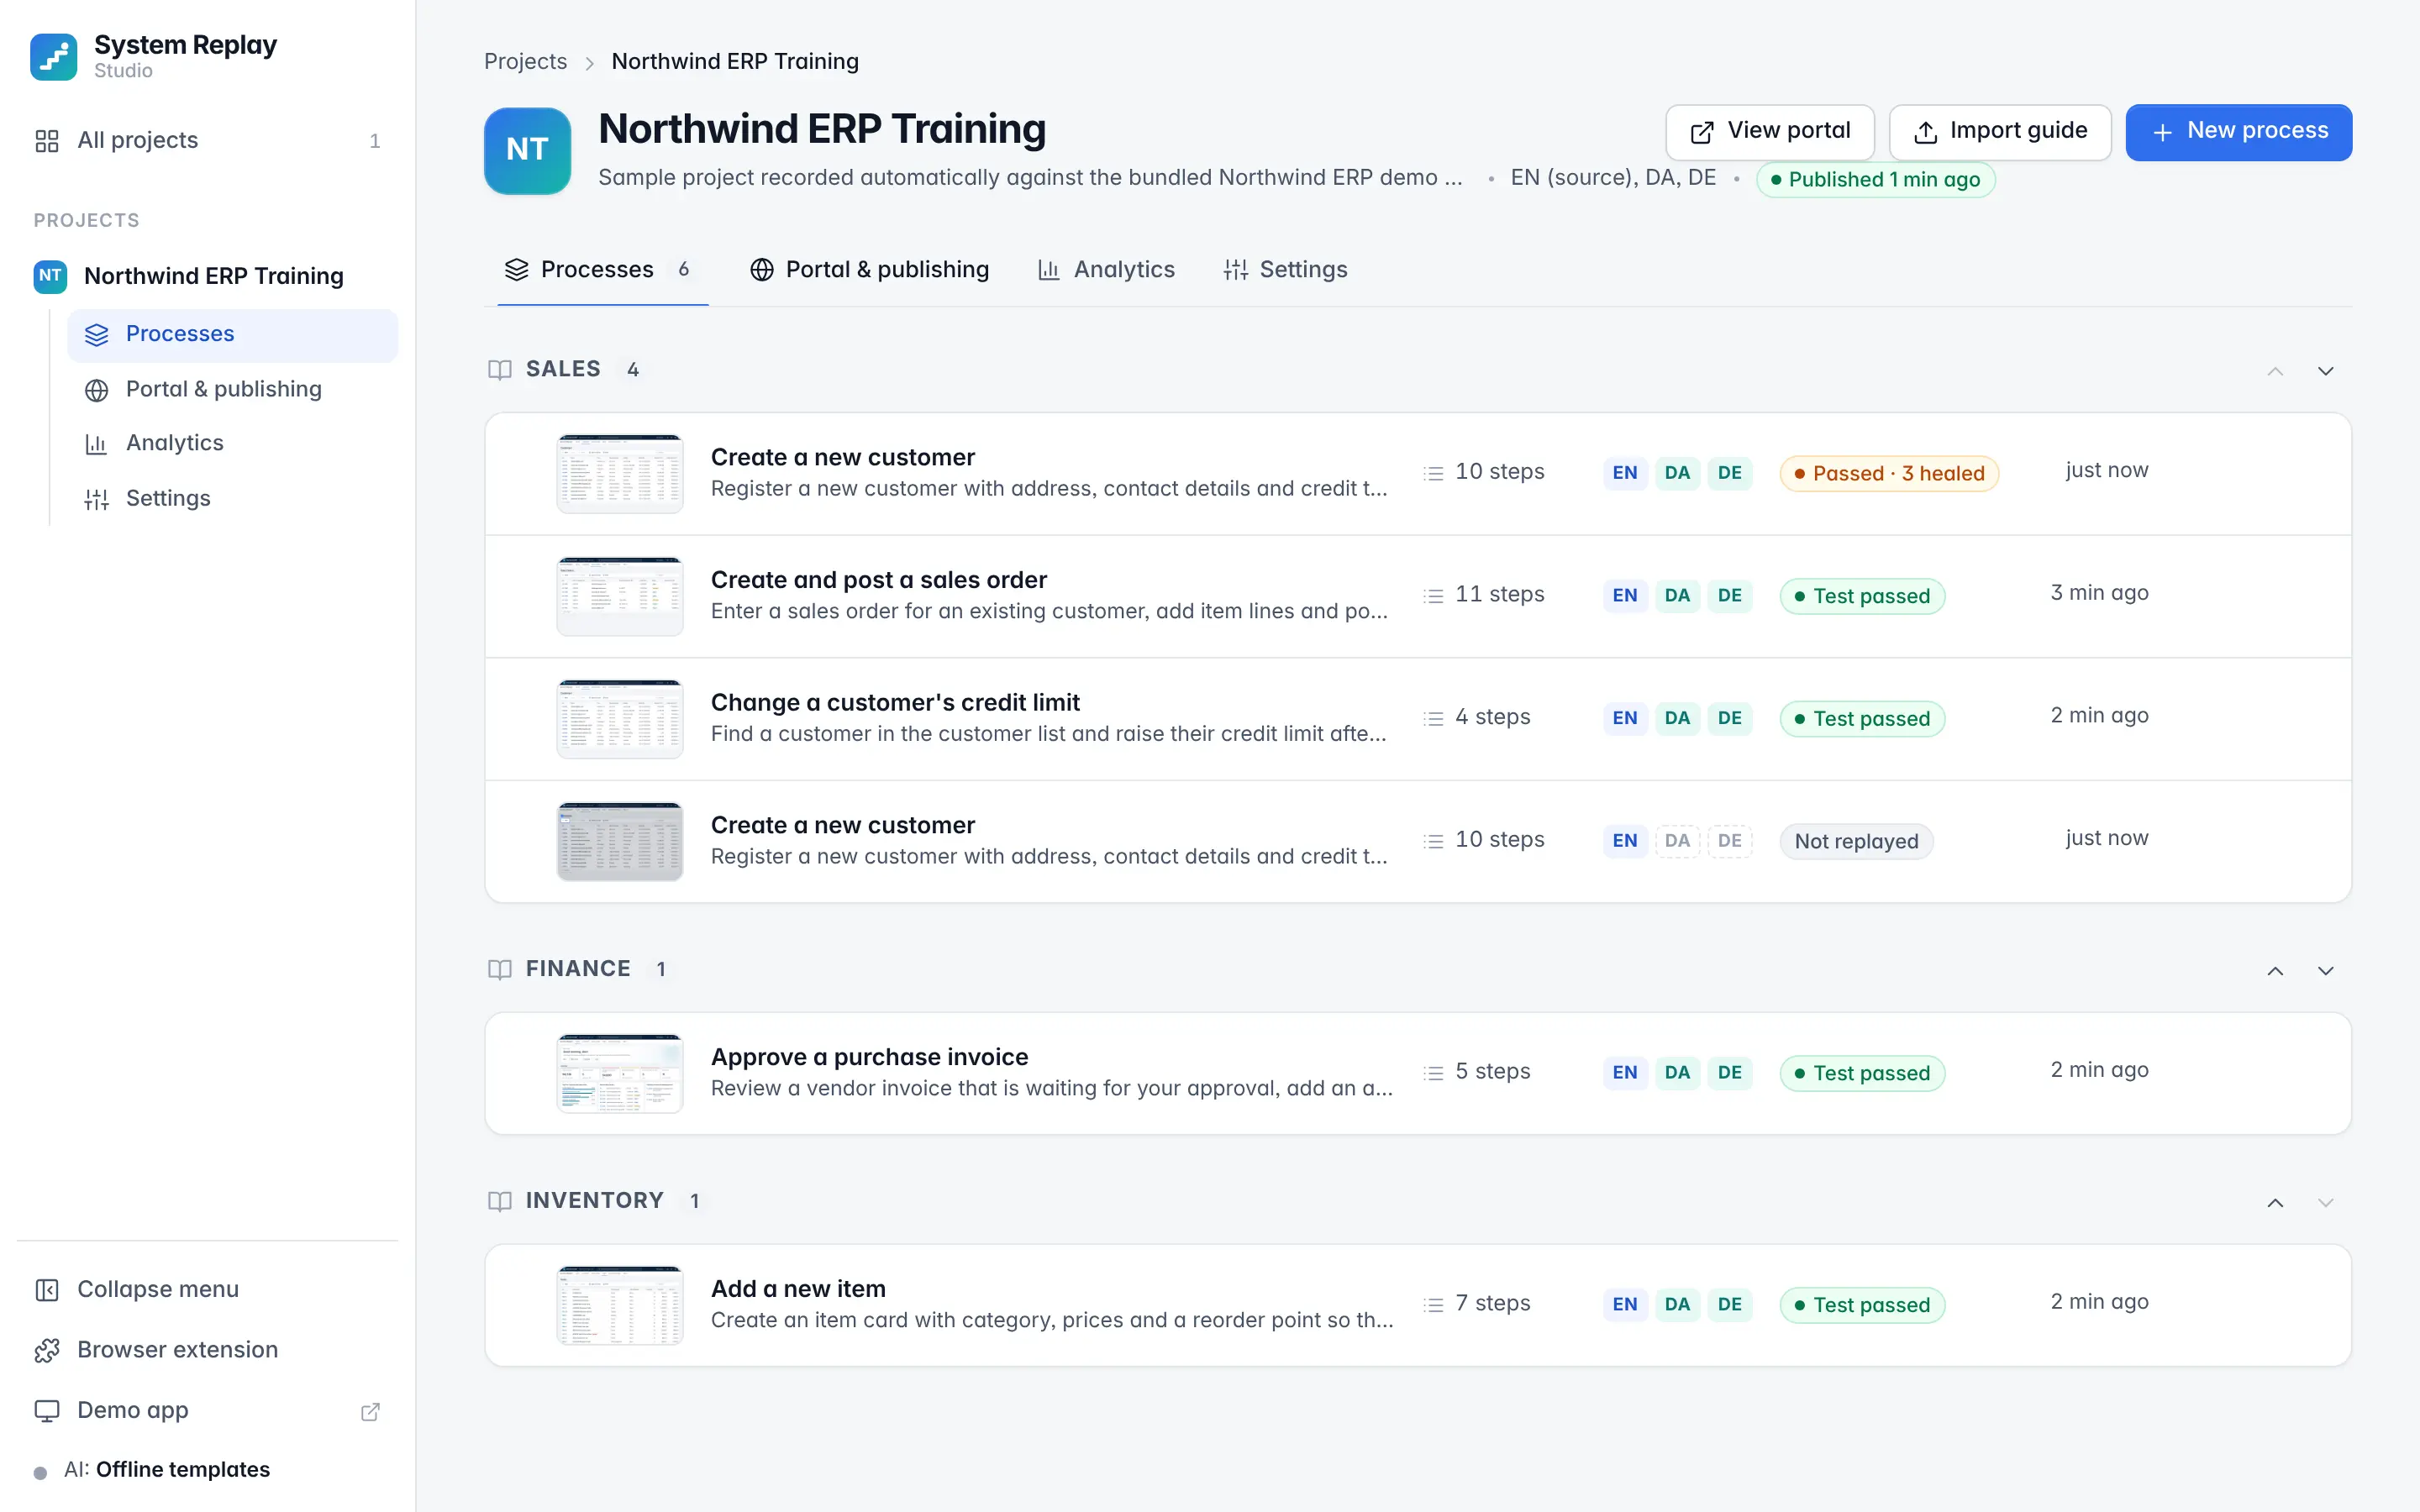 System Replay
Studio
All projects 1
PROJECTS
NT Northwind ERP Training
Processes
Portal & publishing
Analytics
Settings
Collapse menu
Browser extension
Demo app
AI: Offline templates
Projects > Northwind ERP Training
NT
Northwind ERP Training
Sample project recorded automatically against the bundled Northwind ERP demo ... • EN (source), DA, DE • Published 1 min ago
View portal
Import guide
+ New process
Processes 6
Portal & publishing
Analytics
Settings
SALES 4
Create a new customer
Register a new customer with address, contact details and credit t...
10 steps
EN DA DE
Passed · 3 healed
just now
Create and post a sales order
Enter a sales order for an existing customer, add item lines and po...
11 steps
EN DA DE
Test passed
3 min ago
Change a customer's credit limit
Find a customer in the customer list and raise their credit limit afte...
4 steps
EN DA DE
Test passed
2 min ago
Create a new customer
Register a new customer with address, contact details and credit t...
10 steps
EN DA DE
Not replayed
just now
FINANCE 1
Approve a purchase invoice
Review a vendor invoice that is waiting for your approval, add an a...
5 steps
EN DA DE
Test passed
2 min ago
INVENTORY 1
Add a new item
Create an item card with category, prices and a reorder point so th...
7 steps
EN DA DE
Test passed
2 min ago